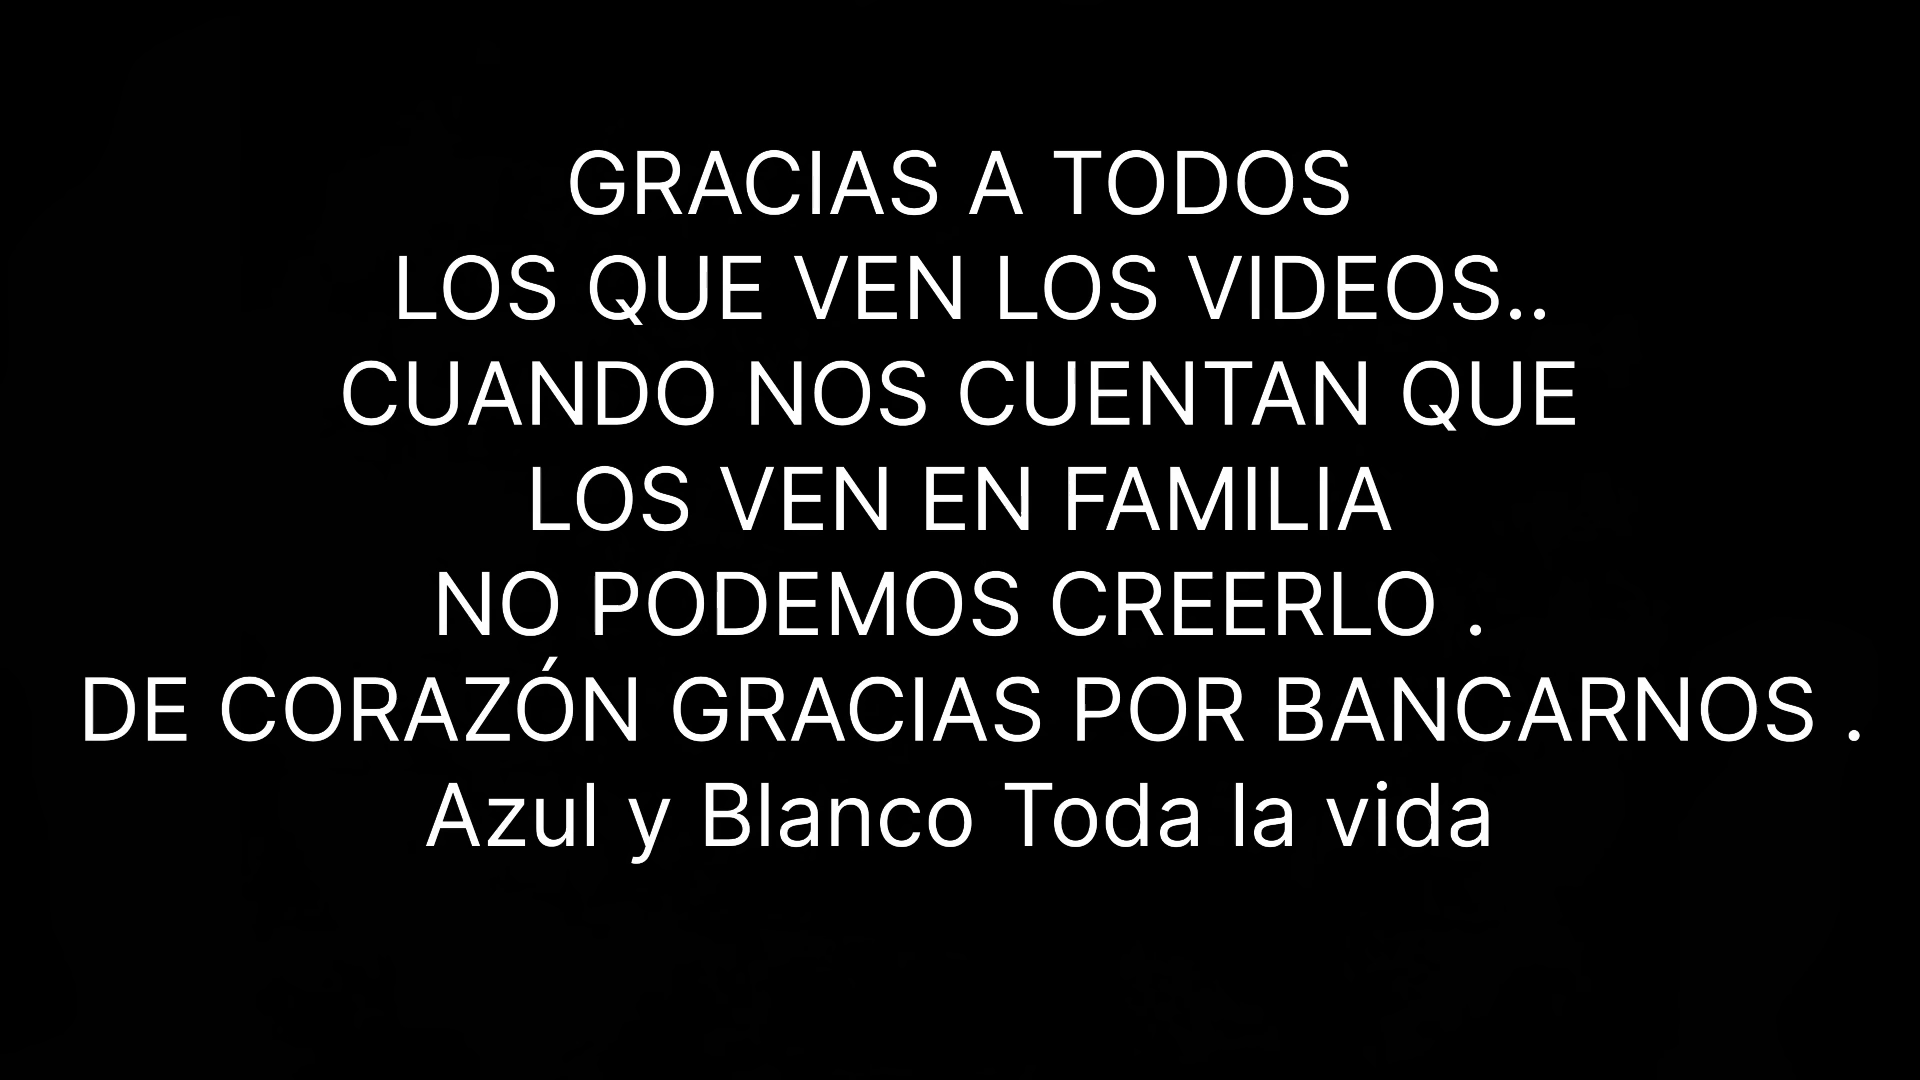 GRACIAS A TODOS
LOS QUE VEN LOS VIDEOS..
CUANDO NOS CUENTAN QUE
LOS VEN EN FAMILIA
NO PODEMOS CREERLO .
DE CORAZÓN GRACIAS POR BANCARNOS .
Azul y Blanco Toda la vida